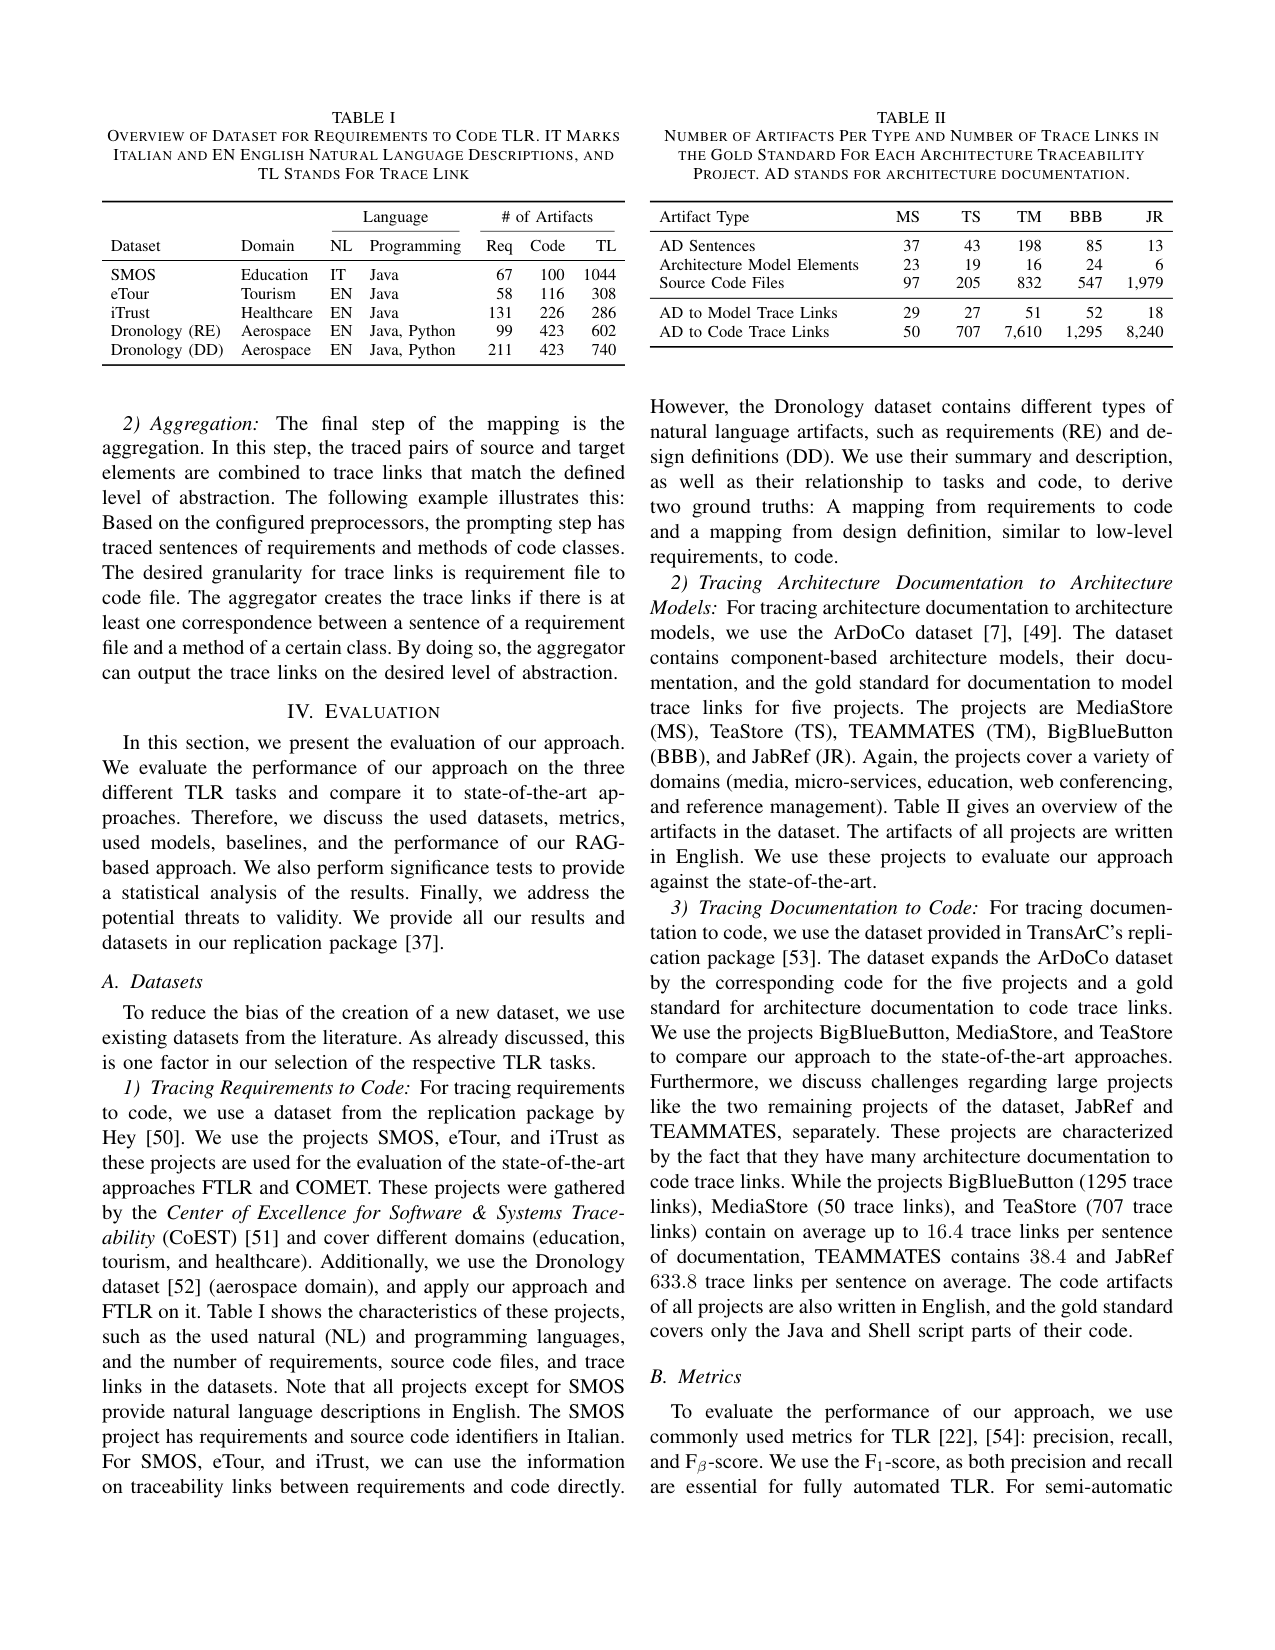 TABLE I
OVERVIEW OF DATASET FOR REQUIREMENTS TO CODE TLR. IT MARKS
ITALIAN AND EN ENGLISH NATURAL LANGUAGE DESCRIPTIONS, AND
TL STANDS FOR TRACE LINK
Language # of Artifacts
Dataset Domain NL Programming Req Code TL
SMOS Education IT Java 67 100 1044
eTour Tourism EN Java 58 116 308
iTrust Healthcare EN Java 131 226 286
Dronology (RE) Aerospace EN Java, Python 99 423 602
Dronology (DD) Aerospace EN Java, Python 211 423 740
2) Aggregation: The final step of the mapping is the
aggregation. In this step, the traced pairs of source and target
elements are combined to trace links that match the defined
level of abstraction. The following example illustrates this:
Based on the configured preprocessors, the prompting step has
traced sentences of requirements and methods of code classes.
The desired granularity for trace links is requirement file to
code file. The aggregator creates the trace links if there is at
least one correspondence between a sentence of a requirement
file and a method of a certain class. By doing so, the aggregator
can output the trace links on the desired level of abstraction.
IV. EVALUATION
In this section, we present the evaluation of our approach.
We evaluate the performance of our approach on the three
different TLR tasks and compare it to state-of-the-art ap-
proaches. Therefore, we discuss the used datasets, metrics,
used models, baselines, and the performance of our RAG-
based approach. We also perform significance tests to provide
a statistical analysis of the results. Finally, we address the
potential threats to validity. We provide all our results and
datasets in our replication package [37].
A. Datasets
To reduce the bias of the creation of a new dataset, we use
existing datasets from the literature. As already discussed, this
is one factor in our selection of the respective TLR tasks.
1) Tracing Requirements to Code: For tracing requirements
to code, we use a dataset from the replication package by
Hey [50]. We use the projects SMOS, eTour, and iTrust as
these projects are used for the evaluation of the state-of-the-art
approaches FTLR and COMET. These projects were gathered
by the Center of Excellence for Software & Systems Trace-
ability (CoEST) [51] and cover different domains (education,
tourism, and healthcare). Additionally, we use the Dronology
dataset [52] (aerospace domain), and apply our approach and
FTLR on it. Table I shows the characteristics of these projects,
such as the used natural (NL) and programming languages,
and the number of requirements, source code files, and trace
links in the datasets. Note that all projects except for SMOS
provide natural language descriptions in English. The SMOS
project has requirements and source code identifiers in Italian.
For SMOS, eTour, and iTrust, we can use the information
on traceability links between requirements and code directly.
TABLE II
NUMBER OF ARTIFACTS PER TYPE AND NUMBER OF TRACE LINKS IN
THE GOLD STANDARD FOR EACH ARCHITECTURE TRACEABILITY
PROJECT. AD STANDS FOR ARCHITECTURE DOCUMENTATION.
Artifact Type MS TS TM BBB JR
AD Sentences 37 43 198 85 13
Architecture Model Elements 23 19 16 24 6
Source Code Files 97 205 832 547 1,979
AD to Model Trace Links 29 27 51 52 18
AD to Code Trace Links 50 707 7,610 1,295 8,240
However, the Dronology dataset contains different types of
natural language artifacts, such as requirements (RE) and de-
sign definitions (DD). We use their summary and description,
as well as their relationship to tasks and code, to derive
two ground truths: A mapping from requirements to code
and a mapping from design definition, similar to low-level
requirements, to code.
2) Tracing Architecture Documentation to Architecture
Models: For tracing architecture documentation to architecture
models, we use the ArDoCo dataset [7], [49]. The dataset
contains component-based architecture models, their docu-
mentation, and the gold standard for documentation to model
trace links for five projects. The projects are MediaStore
(MS), TeaStore (TS), TEAMMATES (TM), BigBlueButton
(BBB), and JabRef (JR). Again, the projects cover a variety of
domains (media, micro-services, education, web conferencing,
and reference management). Table II gives an overview of the
artifacts in the dataset. The artifacts of all projects are written
in English. We use these projects to evaluate our approach
against the state-of-the-art.
3) Tracing Documentation to Code: For tracing documen-
tation to code, we use the dataset provided in TransArC's repli-
cation package [53]. The dataset expands the ArDoCo dataset
by the corresponding code for the five projects and a gold
standard for architecture documentation to code trace links.
We use the projects BigBlueButton, MediaStore, and TeaStore
to compare our approach to the state-of-the-art approaches.
Furthermore, we discuss challenges regarding large projects
like the two remaining projects of the dataset, JabRef and
TEAMMATES, separately. These projects are characterized
by the fact that they have many architecture documentation to
code trace links. While the projects BigBlueButton (1295 trace
links), MediaStore (50 trace links), and TeaStore (707 trace
links) contain on average up to 16.4 trace links per sentence
of documentation, TEAMMATES contains 38.4 and JabRef
633.8 trace links per sentence on average. The code artifacts
of all projects are also written in English, and the gold standard
covers only the Java and Shell script parts of their code.
B. Metrics
To evaluate the performance of our approach, we use
commonly used metrics for TLR [22], [54]: precision, recall,
and Fβ-score. We use the F1-score, as both precision and recall
are essential for fully automated TLR. For semi-automatic